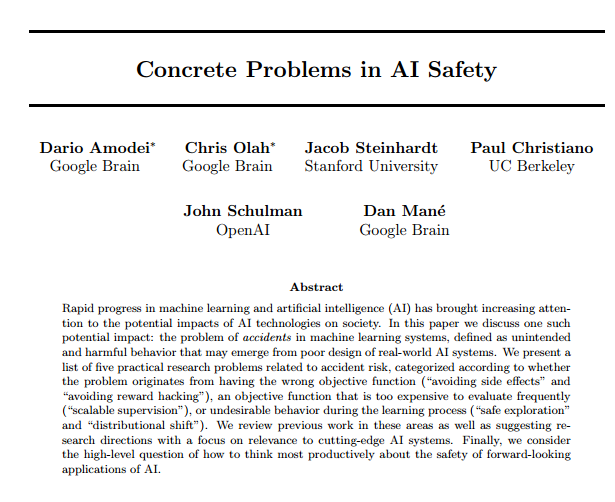 Concrete Problems in AI Safety
Dario Amodei* Chris Olah* Jacob Steinhardt Paul Christiano
Google Brain Google Brain Stanford University UC Berkeley
John Schulman Dan Mané
OpenAI Google Brain
Abstract
Rapid progress in machine learning and artificial intelligence (AI) has brought increasing atten-
tion to the potential impacts of AI technologies on society. In this paper we discuss one such
potential impact: the problem of accidents in machine learning systems, defined as unintended
and harmful behavior that may emerge from poor design of real-world AI systems. We present a
list of five practical research problems related to accident risk, categorized according to whether
the problem originates from having the wrong objective function (“avoiding side effects” and
“avoiding reward hacking”), an objective function that is too expensive to evaluate frequently
(“scalable supervision”), or undesirable behavior during the learning process (“safe exploration”
and “distributional shift”). We review previous work in these areas as well as suggesting re-
search directions with a focus on relevance to cutting-edge AI systems. Finally, we consider
the high-level question of how to think most productively about the safety of forward-looking
applications of AI.